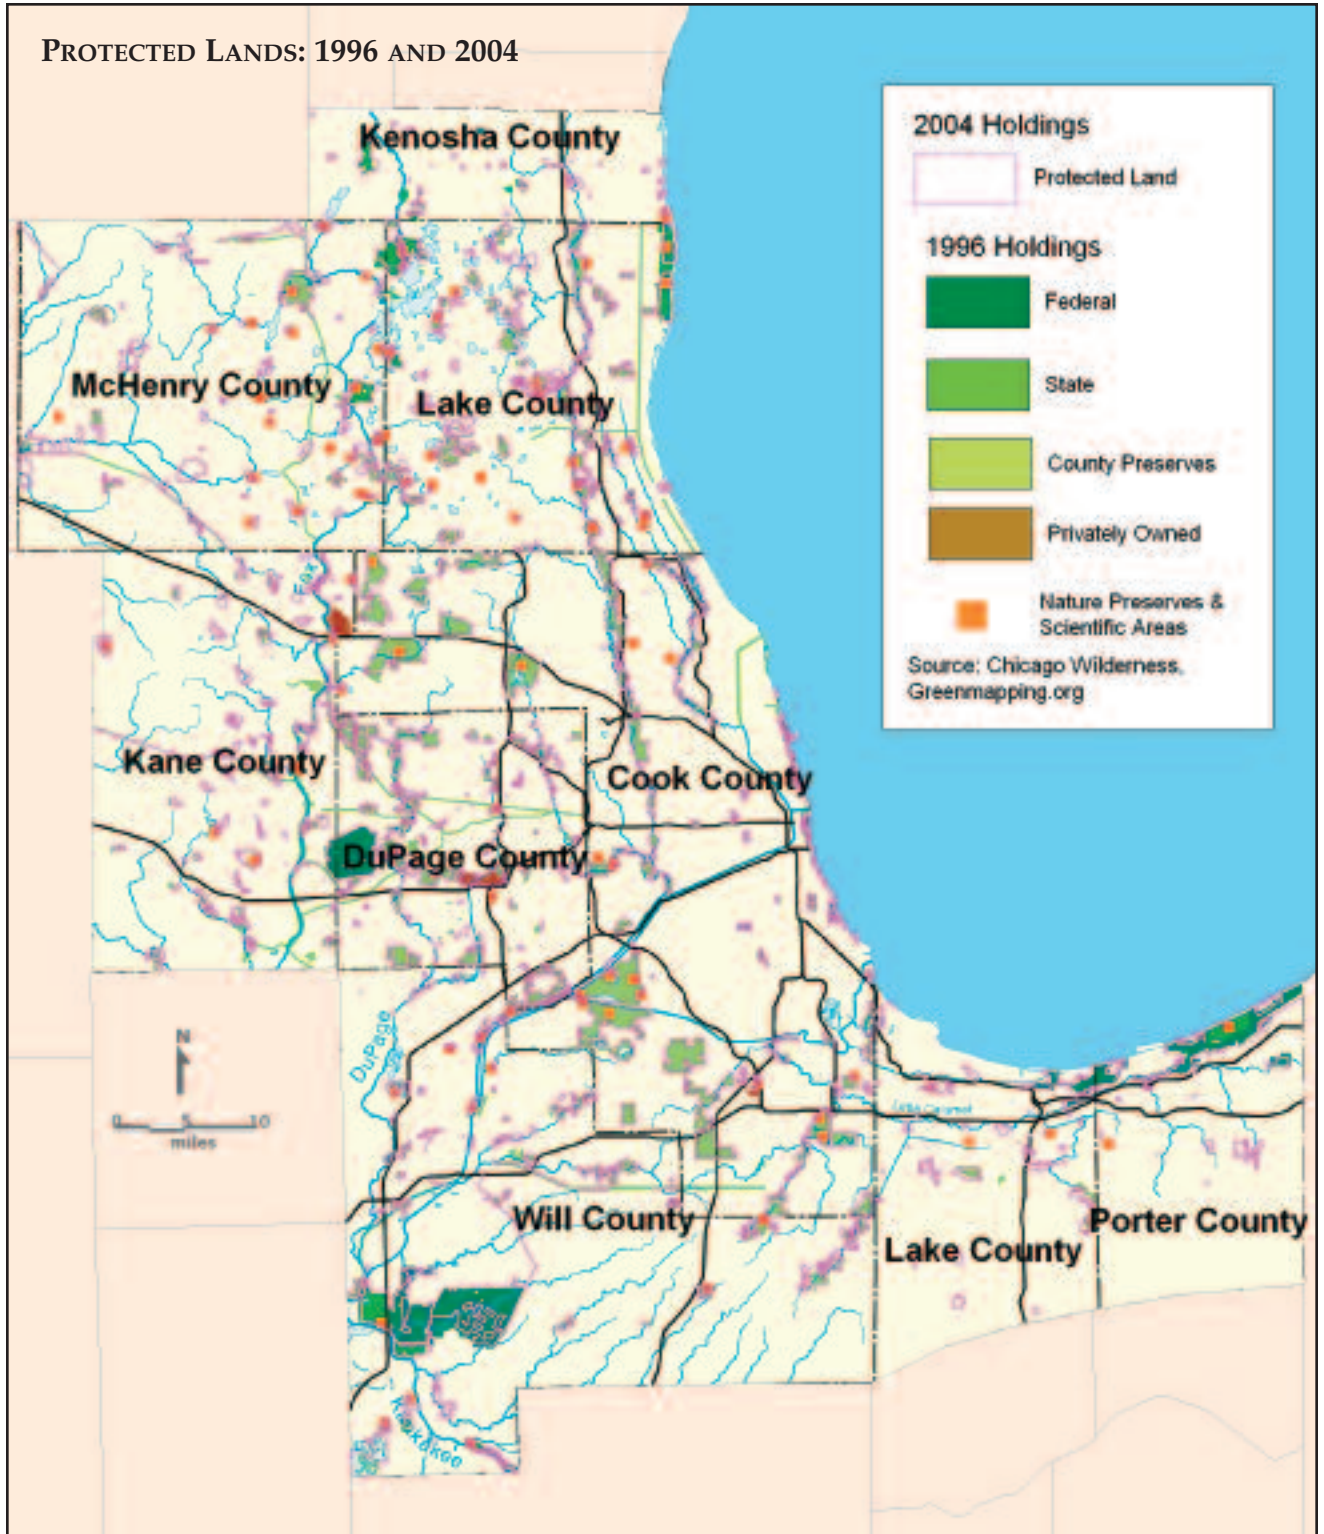 PROTECTED LANDS: 1996 AND 2004
2004 Holdings
Protected Land
1996 Holdings
Federal
State
County Preserves
Privately Owned
Nature Preserves &
Scientific Areas
Source: Chicago Wilderness,
Greenmapping.org
Kenosha County
McHenry County
Lake County
Fox
Kane County
Cook County
DuPage County
DuPage
N
0 5 10
miles
Will County
Lake County
Porter County
Kankakee